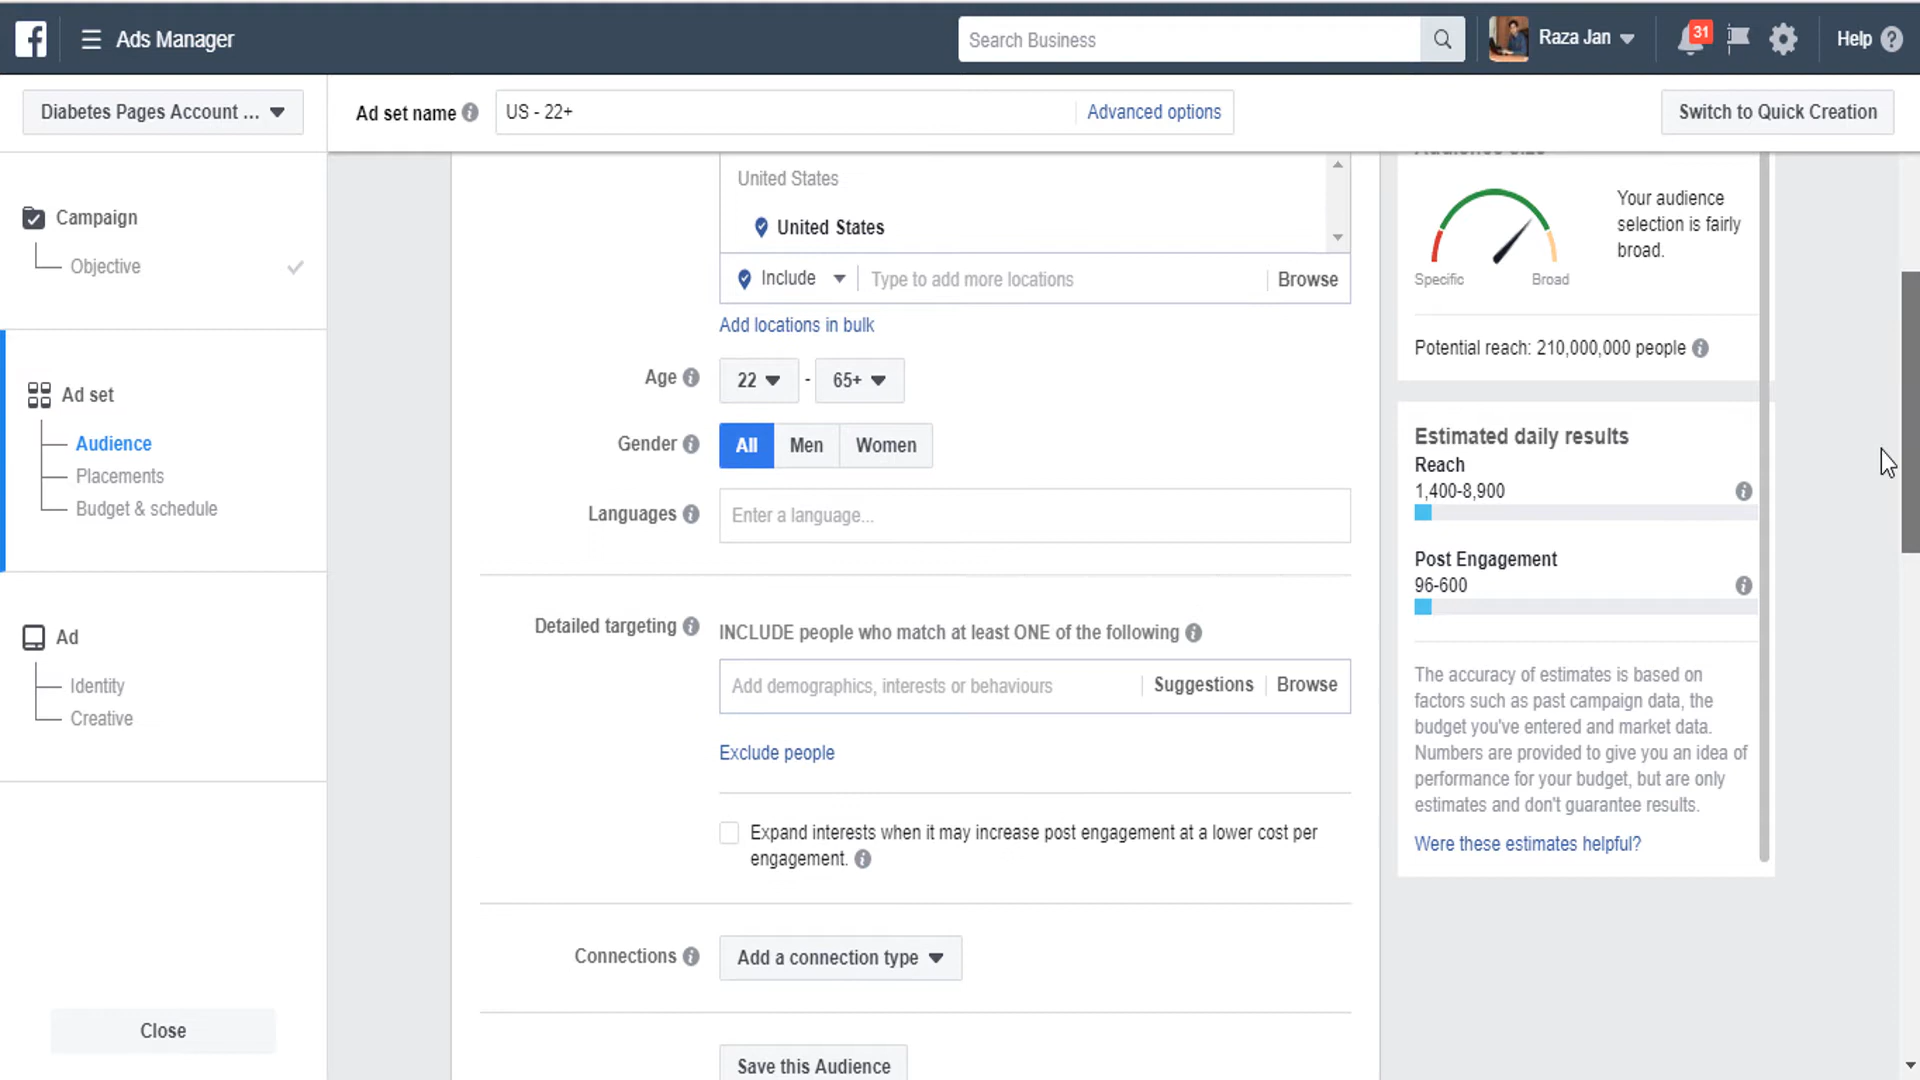 Ads Manager
Search Business
Raza Jan
31
Help
Diabetes Pages Account ...
Ad set name
US - 22+
Advanced options
Switch to Quick Creation
Campaign
Objective
Ad set
Audience
Placements
Budget & schedule
Ad
Identity
Creative
Close
United States
United States
Include
Type to add more locations
Browse
Add locations in bulk
Age
22
-
65+
Gender
All
Men
Women
Languages
Enter a language...
Detailed targeting
INCLUDE people who match at least ONE of the following
Add demographics, interests or behaviours
Suggestions
Browse
Exclude people
Expand interests when it may increase post engagement at a lower cost per
engagement.
Connections
Add a connection type
Save this Audience
Your audience
selection is fairly
broad.
Specific
Broad
Potential reach: 210,000,000 people
Estimated daily results
Reach
1,400-8,900
Post Engagement
96-600
The accuracy of estimates is based on
factors such as past campaign data, the
budget you've entered and market data.
Numbers are provided to give you an idea of
performance for your budget, but are only
estimates and don't guarantee results.
Were these estimates helpful?